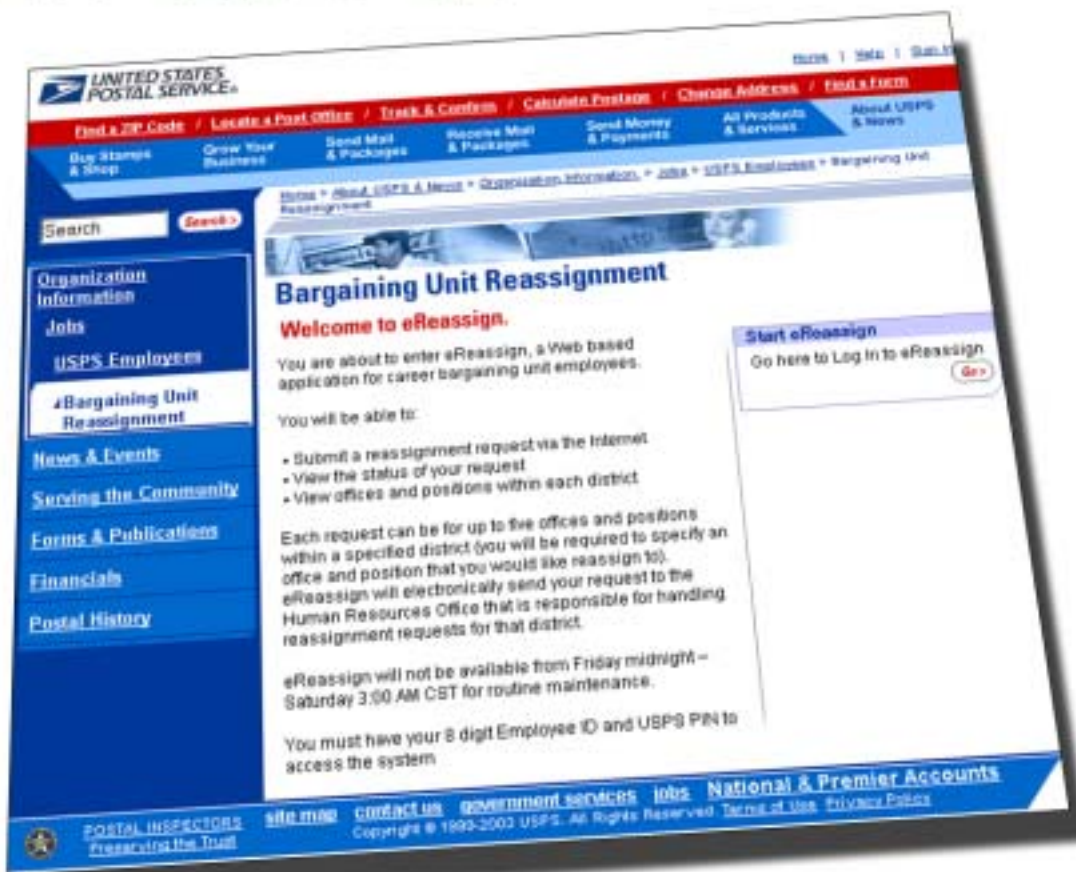 UNITED STATES
POSTAL SERVICE®
Home | Help | Sign In
Find a ZIP Code / Locate a Post Office / Track & Confirm / Calculate Postage / Change Address / Find a Form
Buy Stamps & Shop
Grow Your Business
Send Mail & Packages
Receive Mail & Packages
Send Money & Payments
All Products & Services
About USPS & News
Home > About USPS & News > Organization Information > Jobs > USPS Employees > Bargaining Unit
Reassignment
Search
Search >
Organization
Information
Jobs
USPS Employees
Bargaining Unit
Reassignment
News & Events
Serving the Community
Forms & Publications
Financials
Postal History
Bargaining Unit Reassignment
Welcome to eReassign.
You are about to enter eReassign, a Web based
application for career bargaining unit employees.
You will be able to:
• Submit a reassignment request via the Internet
• View the status of your request
• View offices and positions within each district
Each request can be for up to five offices and positions
within a specified district (you will be required to specify an
office and position that you would like reassign to).
eReassign will electronically send your request to the
Human Resources Office that is responsible for handling
reassignment requests for that district.
eReassign will not be available from Friday midnight –
Saturday 3:00 AM CST for routine maintenance.
You must have your 8 digit Employee ID and USPS PIN to
access the system
Start eReassign
Go here to Log In to eReassign
Go >
POSTAL INSPECTORS
Preserving the Trust
site map contact us government services jobs National & Premier Accounts
Copyright © 1999-2003 USPS. All Rights Reserved. Terms of Use Privacy Policy